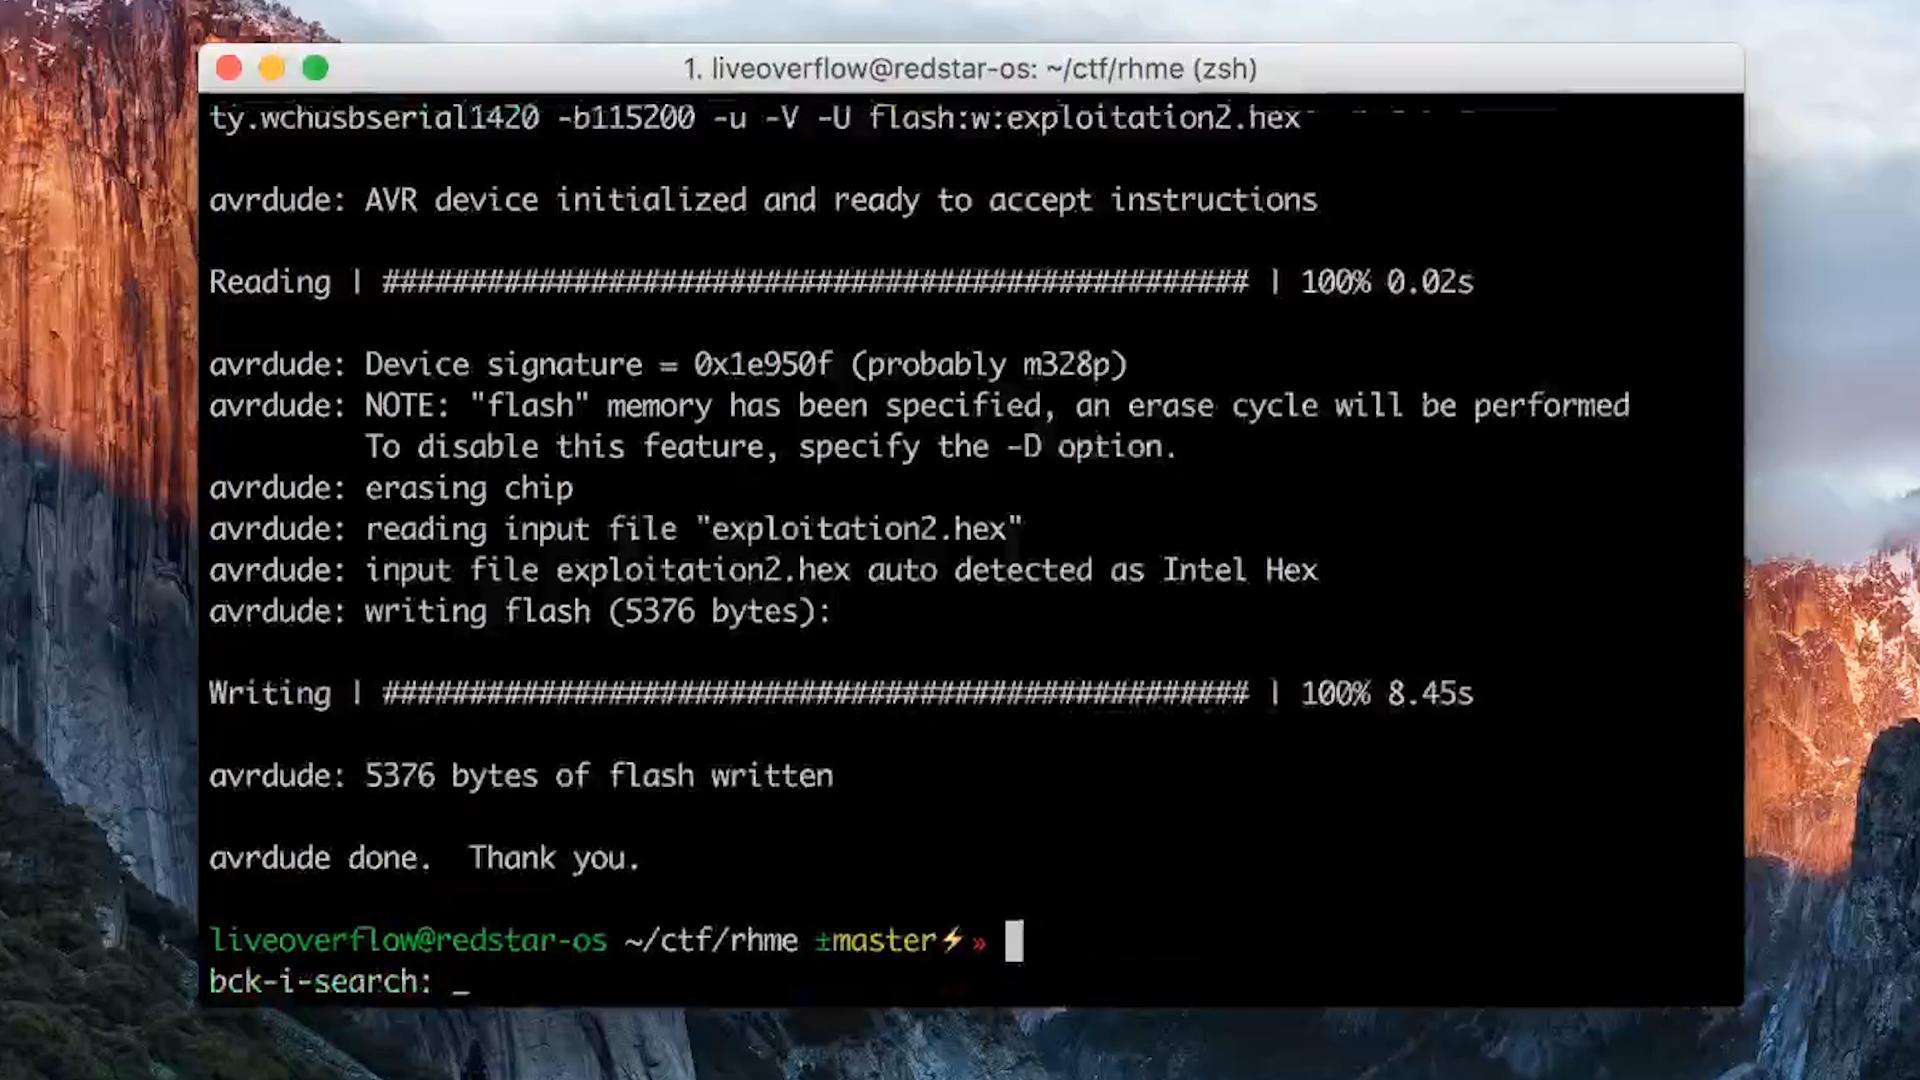 1. liveoverflow@redstar-os: ~/ctf/rhme (zsh)
ty.wchusbserial1420 -b115200 -u -V -U flash:w:exploitation2.hex
avrdude: AVR device initialized and ready to accept instructions
Reading | ################################################## | 100% 0.02s
avrdude: Device signature = 0x1e950f (probably m328p)
avrdude: NOTE: "flash" memory has been specified, an erase cycle will be performed
To disable this feature, specify the -D option.
avrdude: erasing chip
avrdude: reading input file "exploitation2.hex"
avrdude: input file exploitation2.hex auto detected as Intel Hex
avrdude: writing flash (5376 bytes):
Writing | ################################################## | 100% 8.45s
avrdude: 5376 bytes of flash written
avrdude done.  Thank you.
liveoverflow@redstar-os ~/ctf/rhme ±master⚡»
bck-i-search: _